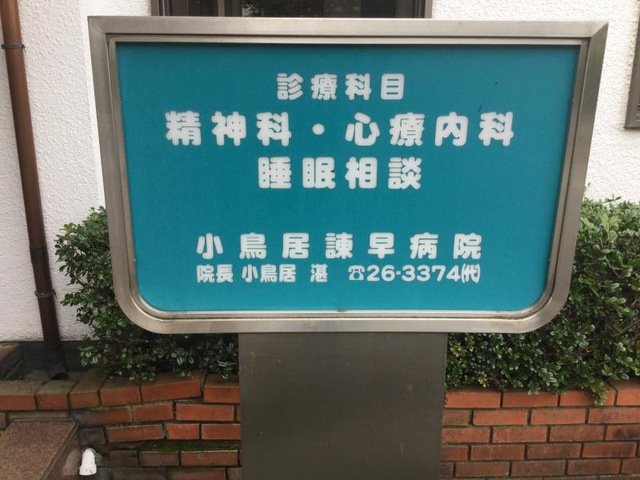 診療科目
精神科・心療内科
睡眠相談
小鳥居諫早病院
院長 小鳥居 湛 ☎26-3374㈹